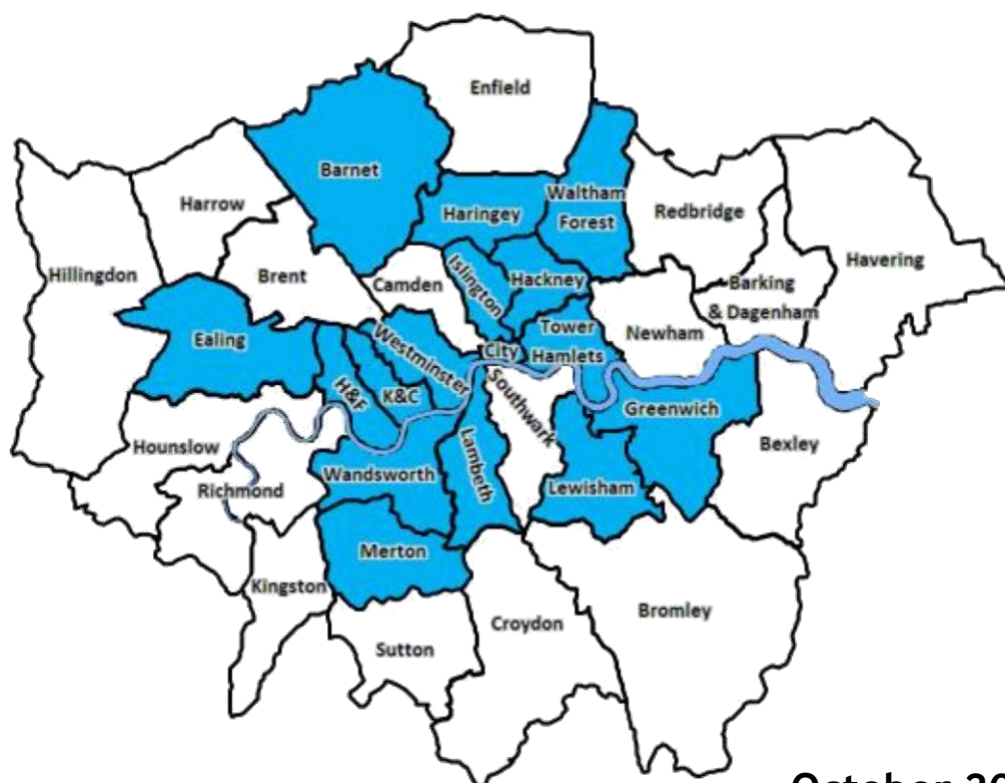 Enfield
Barnet
Waltham
Forest
Haringey
Harrow
Redbridge
Hillingdon
Brent
Camden
Islington
Hackney
Havering
Barking
& Dagenham
Ealing
Westminster
City
Tower
Hamlets
Newham
H&F
K&C
Southwark
Greenwich
Hounslow
Bexley
Richmond
Wandsworth
Lambeth
Lewisham
Merton
Kingston
Sutton
Croydon
Bromley
October